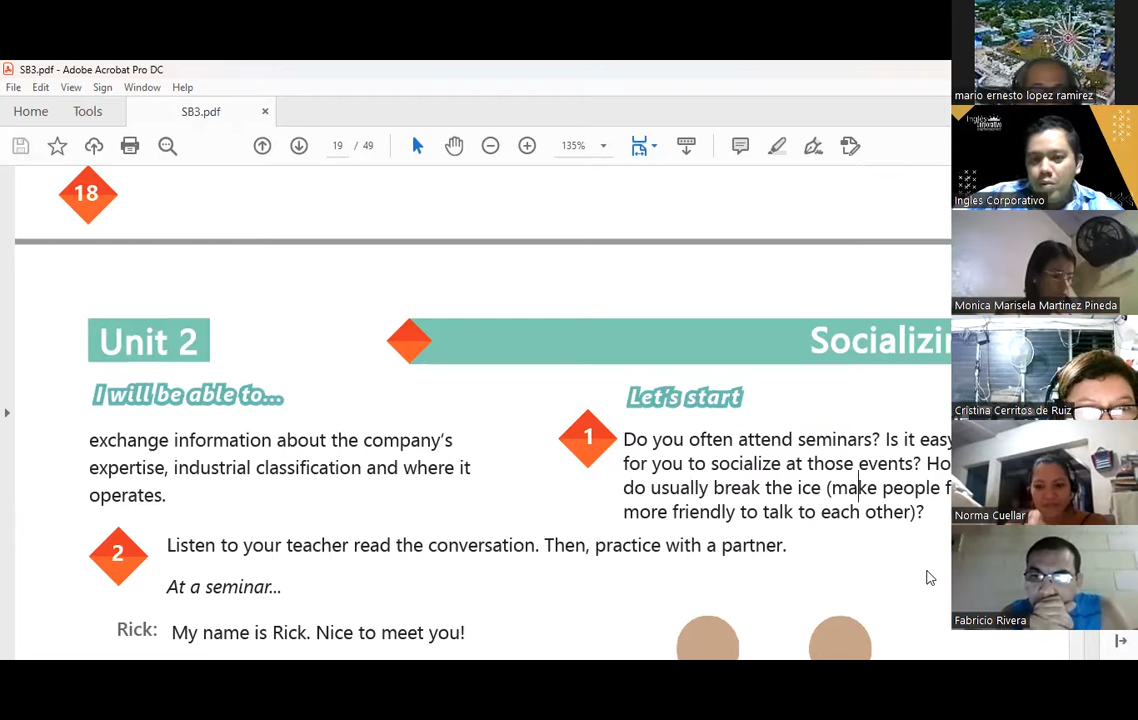 SB3.pdf - Adobe Acrobat Pro DC
File Edit View Sign Window Help
Home Tools SB3.pdf ×
19 / 49 135%
18
Unit 2 Socializin
I will be able to...
exchange information about the company's
expertise, industrial classification and where it
operates.
Let's start
1 Do you often attend seminars? Is it easy
for you to socialize at those events? Ho
do usually break the ice (make people f
more friendly to talk to each other)?
2 Listen to your teacher read the conversation. Then, practice with a partner.
At a seminar...
Rick: My name is Rick. Nice to meet you!
mario ernesto lopez ramirez
Inglés Corporativo
Ingles Corporativo
Monica Marisela Martinez Pineda
Cristina Cerritos de Ruiz
Norma Cuellar
Fabricio Rivera